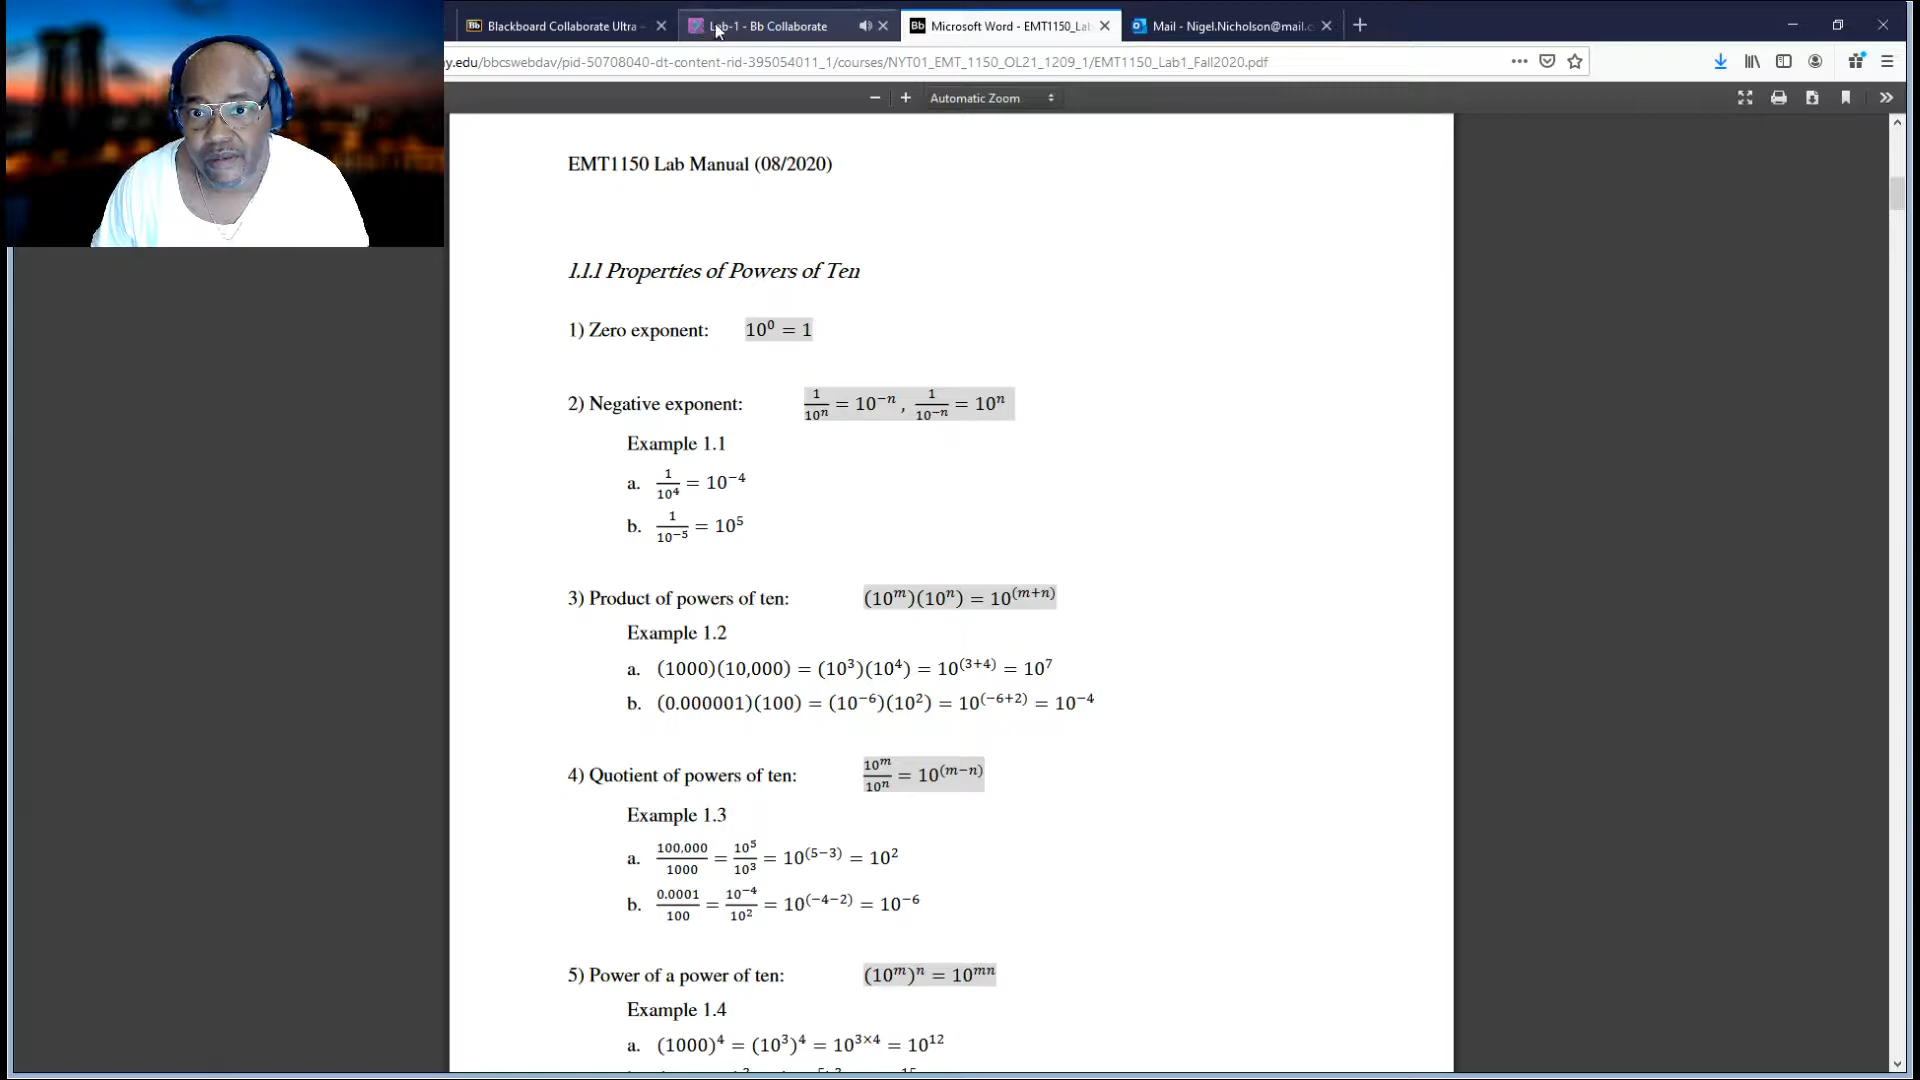 Blackboard Collaborate Ultra
Lab-1 - Bb Collaborate
Microsoft Word - EMT1150_La
Mail - Nigel.Nicholson@mail.c
y.edu/bbcswebdav/pid-50708040-dt-content-rid-395054011_1/courses/NYT01_EMT_1150_OL21_1209_1/EMT1150_Lab1_Fall2020.pdf
Automatic Zoom
EMT1150 Lab Manual (08/2020)
1.1.1 Properties of Powers of Ten
1) Zero exponent: 10⁰ = 1
2) Negative exponent: 1/10ⁿ = 10⁻ⁿ , 1/10⁻ⁿ = 10ⁿ
Example 1.1
a. 1/10⁴ = 10⁻⁴
b. 1/10⁻⁵ = 10⁵
3) Product of powers of ten: (10ᵐ)(10ⁿ) = 10⁽ᵐ⁺ⁿ⁾
Example 1.2
a. (1000)(10,000) = (10³)(10⁴) = 10⁽³⁺⁴⁾ = 10⁷
b. (0.000001)(100) = (10⁻⁶)(10²) = 10⁽⁻⁶⁺²⁾ = 10⁻⁴
4) Quotient of powers of ten: 10ᵐ/10ⁿ = 10⁽ᵐ⁻ⁿ⁾
Example 1.3
a. 100,000/1000 = 10⁵/10³ = 10⁽⁵⁻³⁾ = 10²
b. 0.0001/100 = 10⁻⁴/10² = 10⁽⁻⁴⁻²⁾ = 10⁻⁶
5) Power of a power of ten: (10ᵐ)ⁿ = 10ᵐⁿ
Example 1.4
a. (1000)⁴ = (10³)⁴ = 10³ˣ⁴ = 10¹²